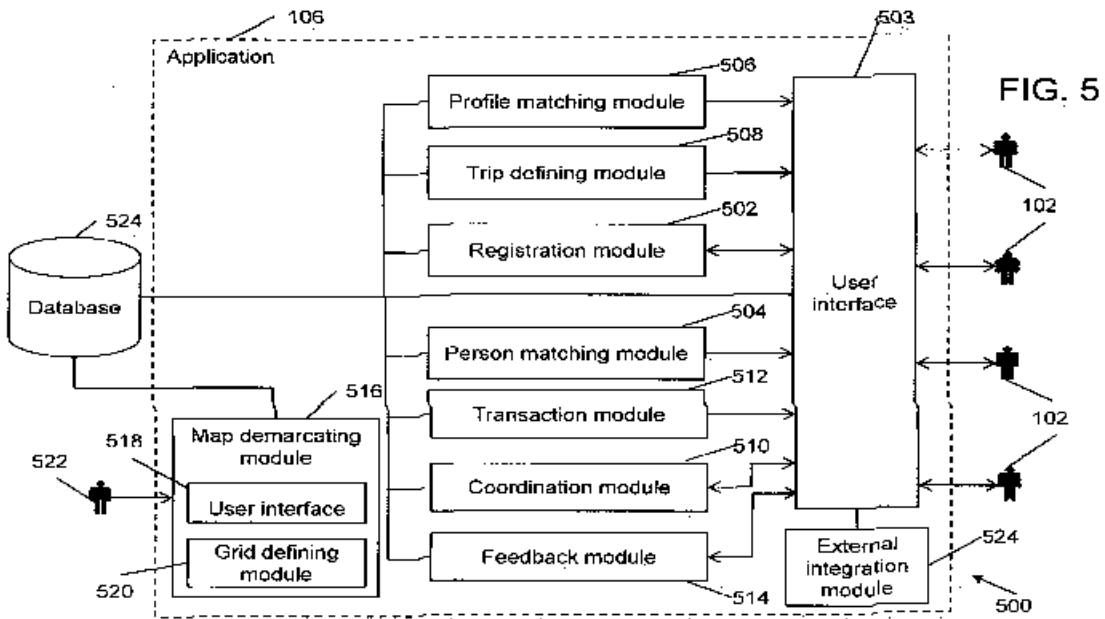 106
503
Application
506
FIG. 5
Profile matching module
508
Trip defining module
502
102
524
Registration module
User
interface
Database
504
Person matching module
516
512
Map demarcating
module
Transaction module
518
510
102
522
User interface
Coordination module
Grid defining
module
Feedback module
External
integration
module
524
520
514
500